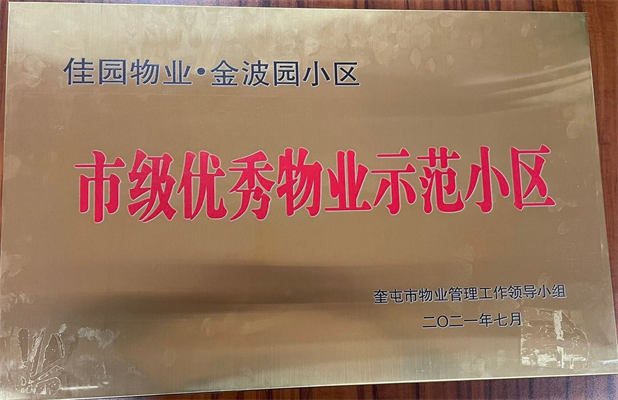 佳园物业•金波园小区
市级优秀物业示范小区
奎屯市物业管理工作领导小组
二〇二一年七月